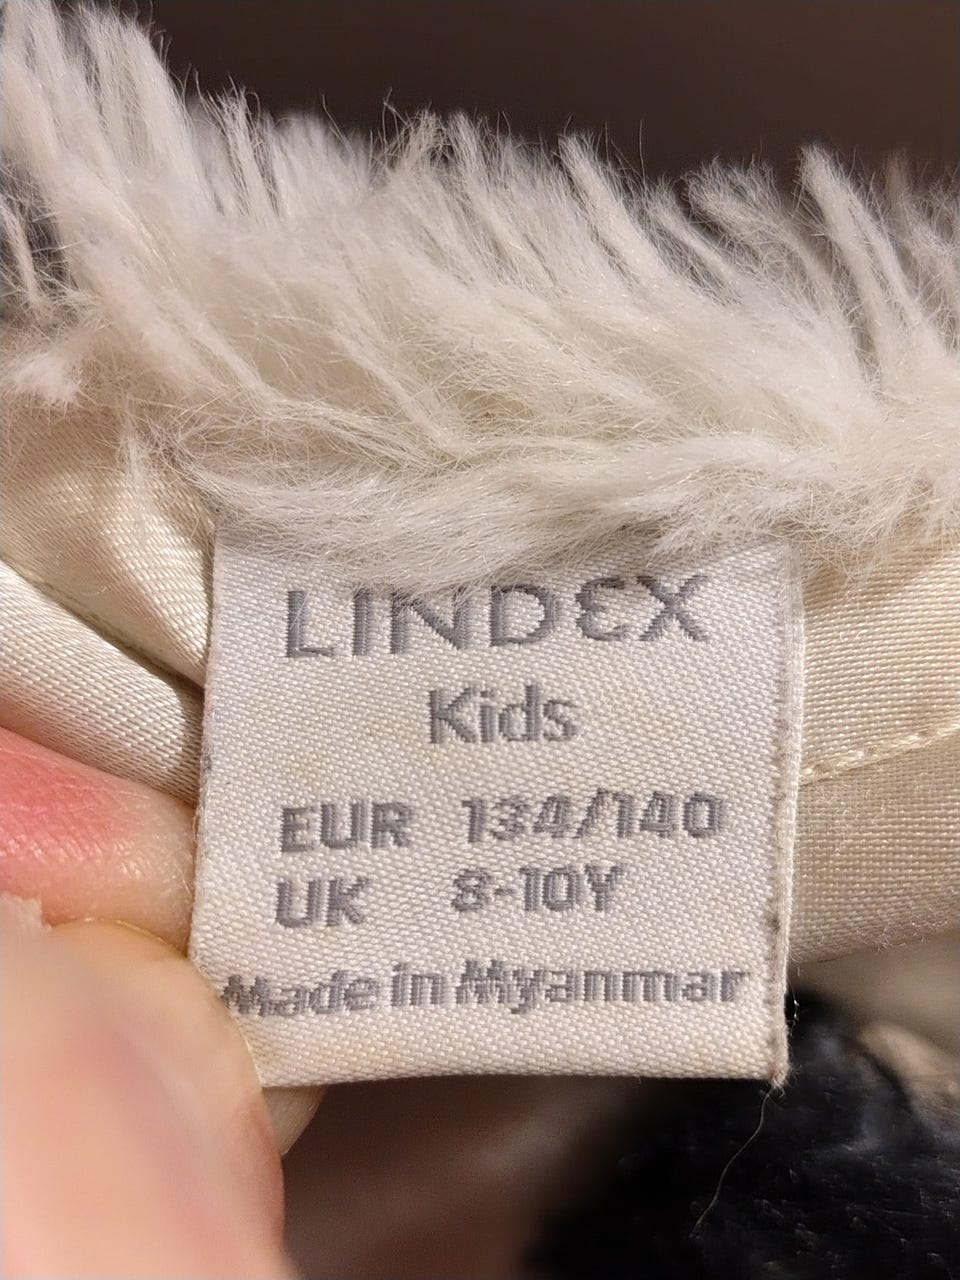 LINDEX
Kids
EUR 134/140
UK 8-10Y
Made in Myanmar